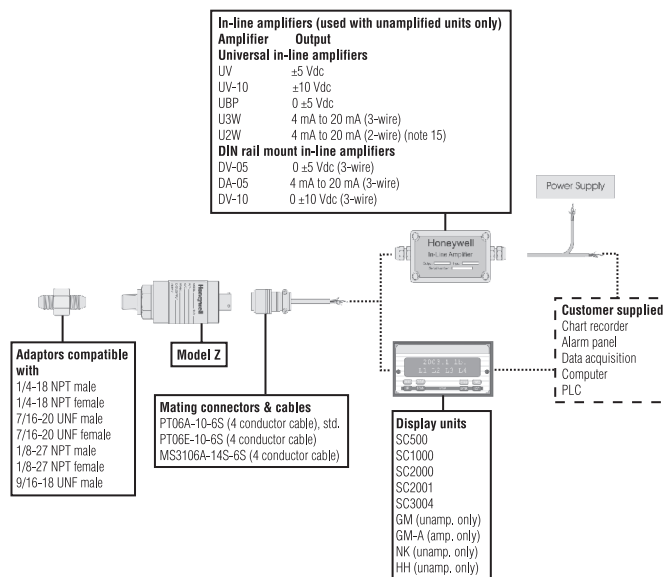 In-line amplifiers (used with unamplified units only)
Amplifier Output
Universal in-line amplifiers
UV ±5 Vdc
UV-10 ±10 Vdc
UBP 0 ±5 Vdc
U3W 4 mA to 20 mA (3-wire)
U2W 4 mA to 20 mA (2-wire) (note 15)
DIN rail mount in-line amplifiers
DV-05 0 ±5 Vdc (3-wire)
DA-05 4 mA to 20 mA (3-wire)
DV-10 0 ±10 Vdc (3-wire)
Power Supply
Honeywell
In-Line Amplifier
Honeywell
Model Z
Adaptors compatible
with
1/4-18 NPT male
1/4-18 NPT female
7/16-20 UNF male
7/16-20 UNF female
1/8-27 NPT male
1/8-27 NPT female
9/16-18 UNF male
Mating connectors & cables
PT06A-10-6S (4 conductor cable), std.
PT06E-10-6S (4 conductor cable)
MS3106A-14S-6S (4 conductor cable)
L1 L2 L3 L4
Display units
SC500
SC1000
SC2000
SC2001
SC3004
GM (unamp. only)
GM-A (amp. only)
NK (unamp. only)
HH (unamp. only)
Customer supplied
Chart recorder
Alarm panel
Data acquisition
Computer
PLC